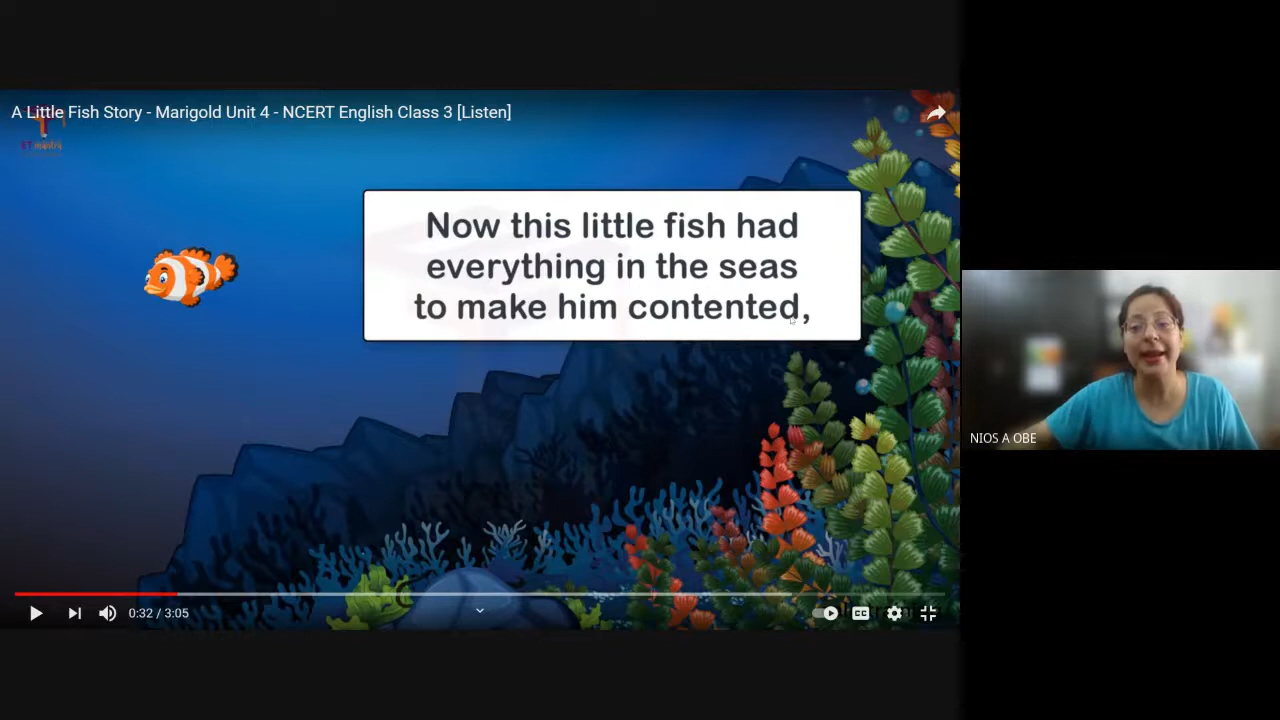 A Little Fish Story - Marigold Unit 4 - NCERT English Class 3 [Listen]
Now this little fish had
everything in the seas
to make him contented,
NIOS A OBE
0:32 / 3:05
CC